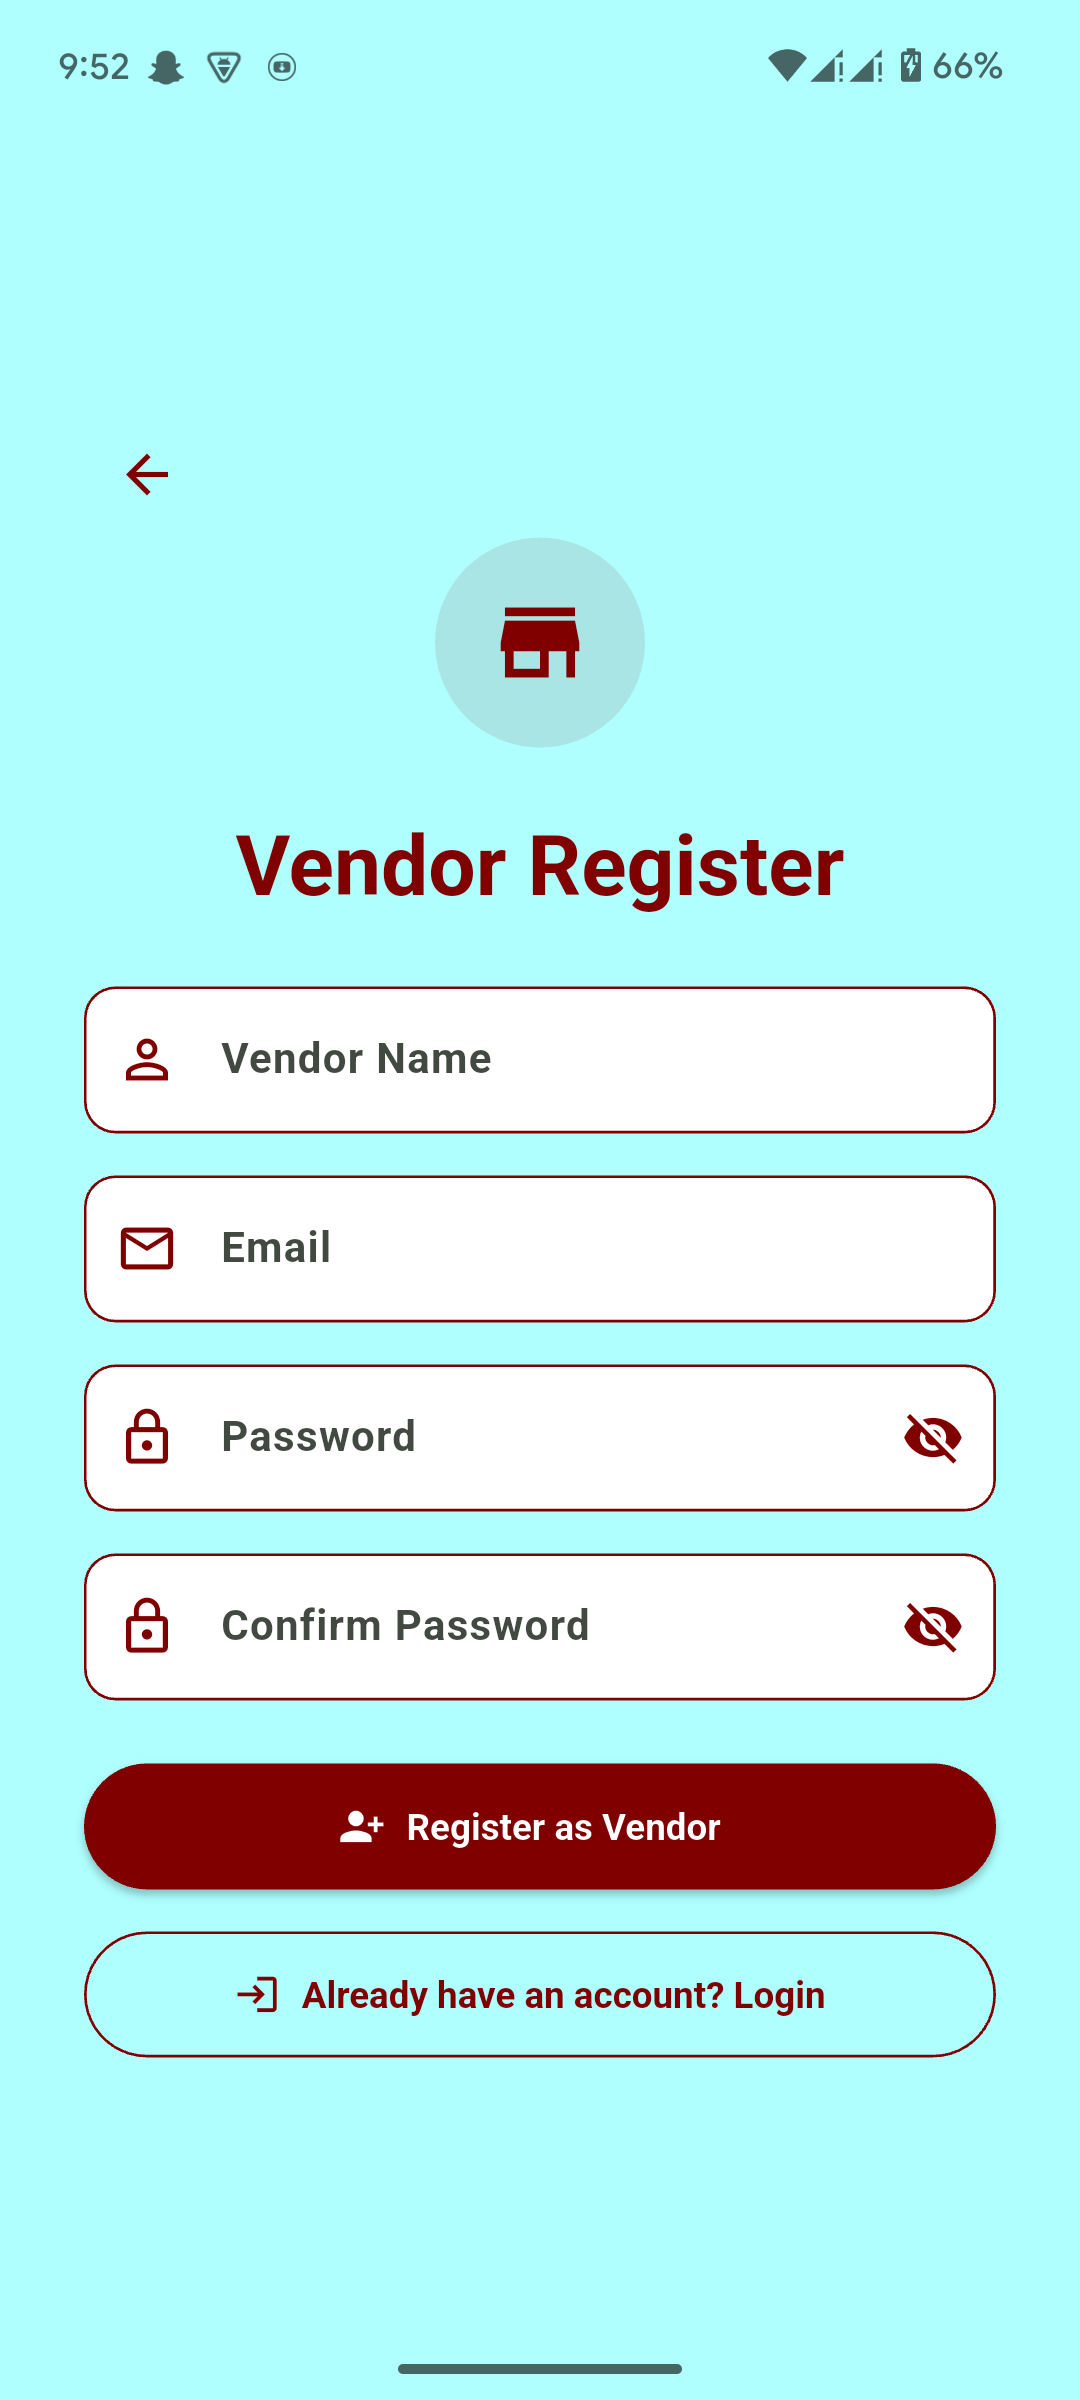 9:52
66%
Vendor Register
Vendor Name
Email
Password
Confirm Password
Register as Vendor
Already have an account? Login